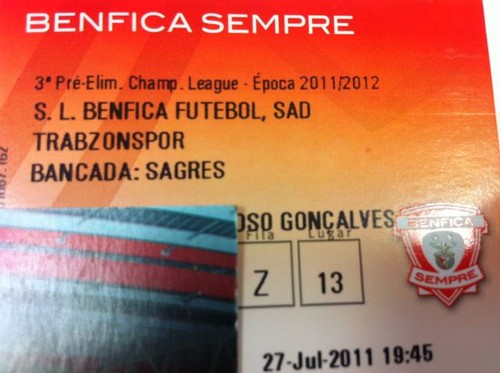 BENFICA SEMPRE
3ª Pré-Elim. Champ. League - Época 2011/2012
S. L. BENFICA FUTEBOL, SAD
TRABZONSPOR
BANCADA: SAGRES
OSO GONÇALVES
Fila Lugar
Z 13
BENFICA
SEMPRE
27-Jul-2011 19:45